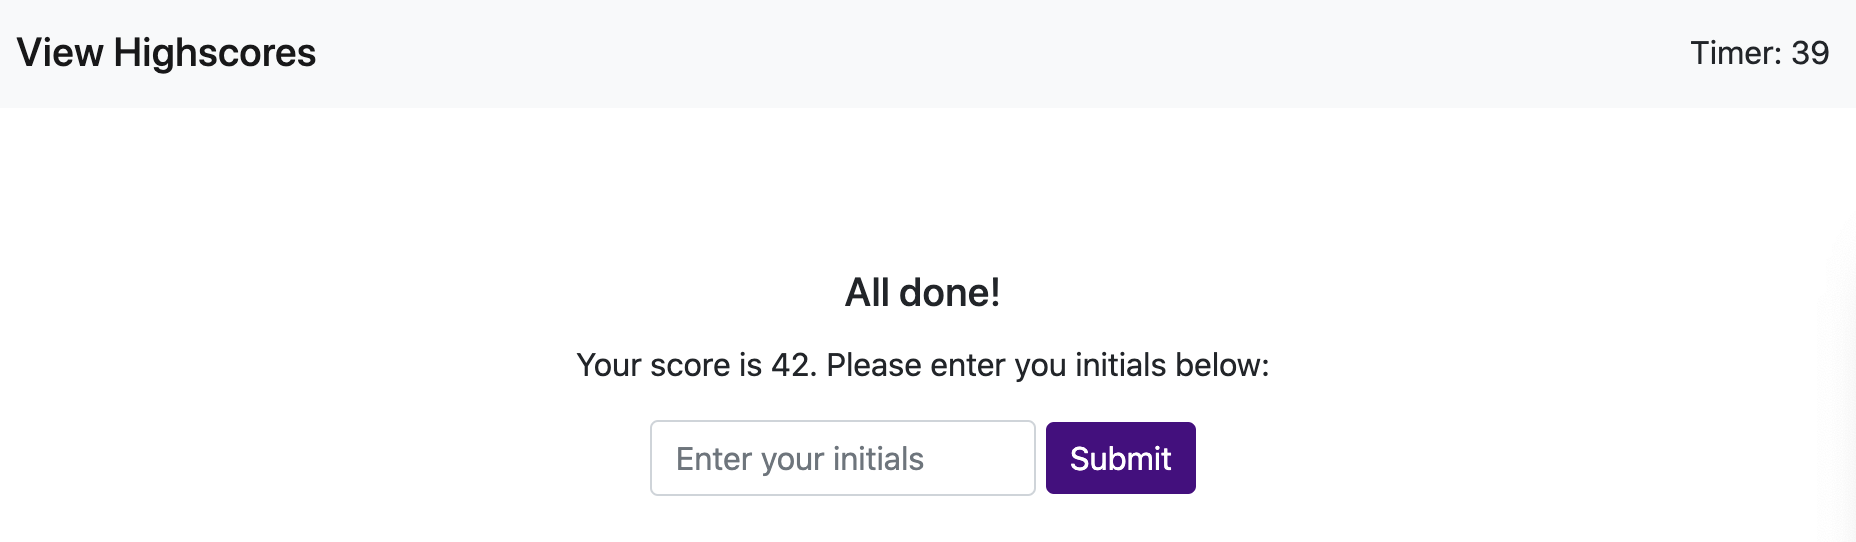 View Highscores
Timer: 39
All done!
Your score is 42. Please enter you initials below:
Enter your initials
Submit